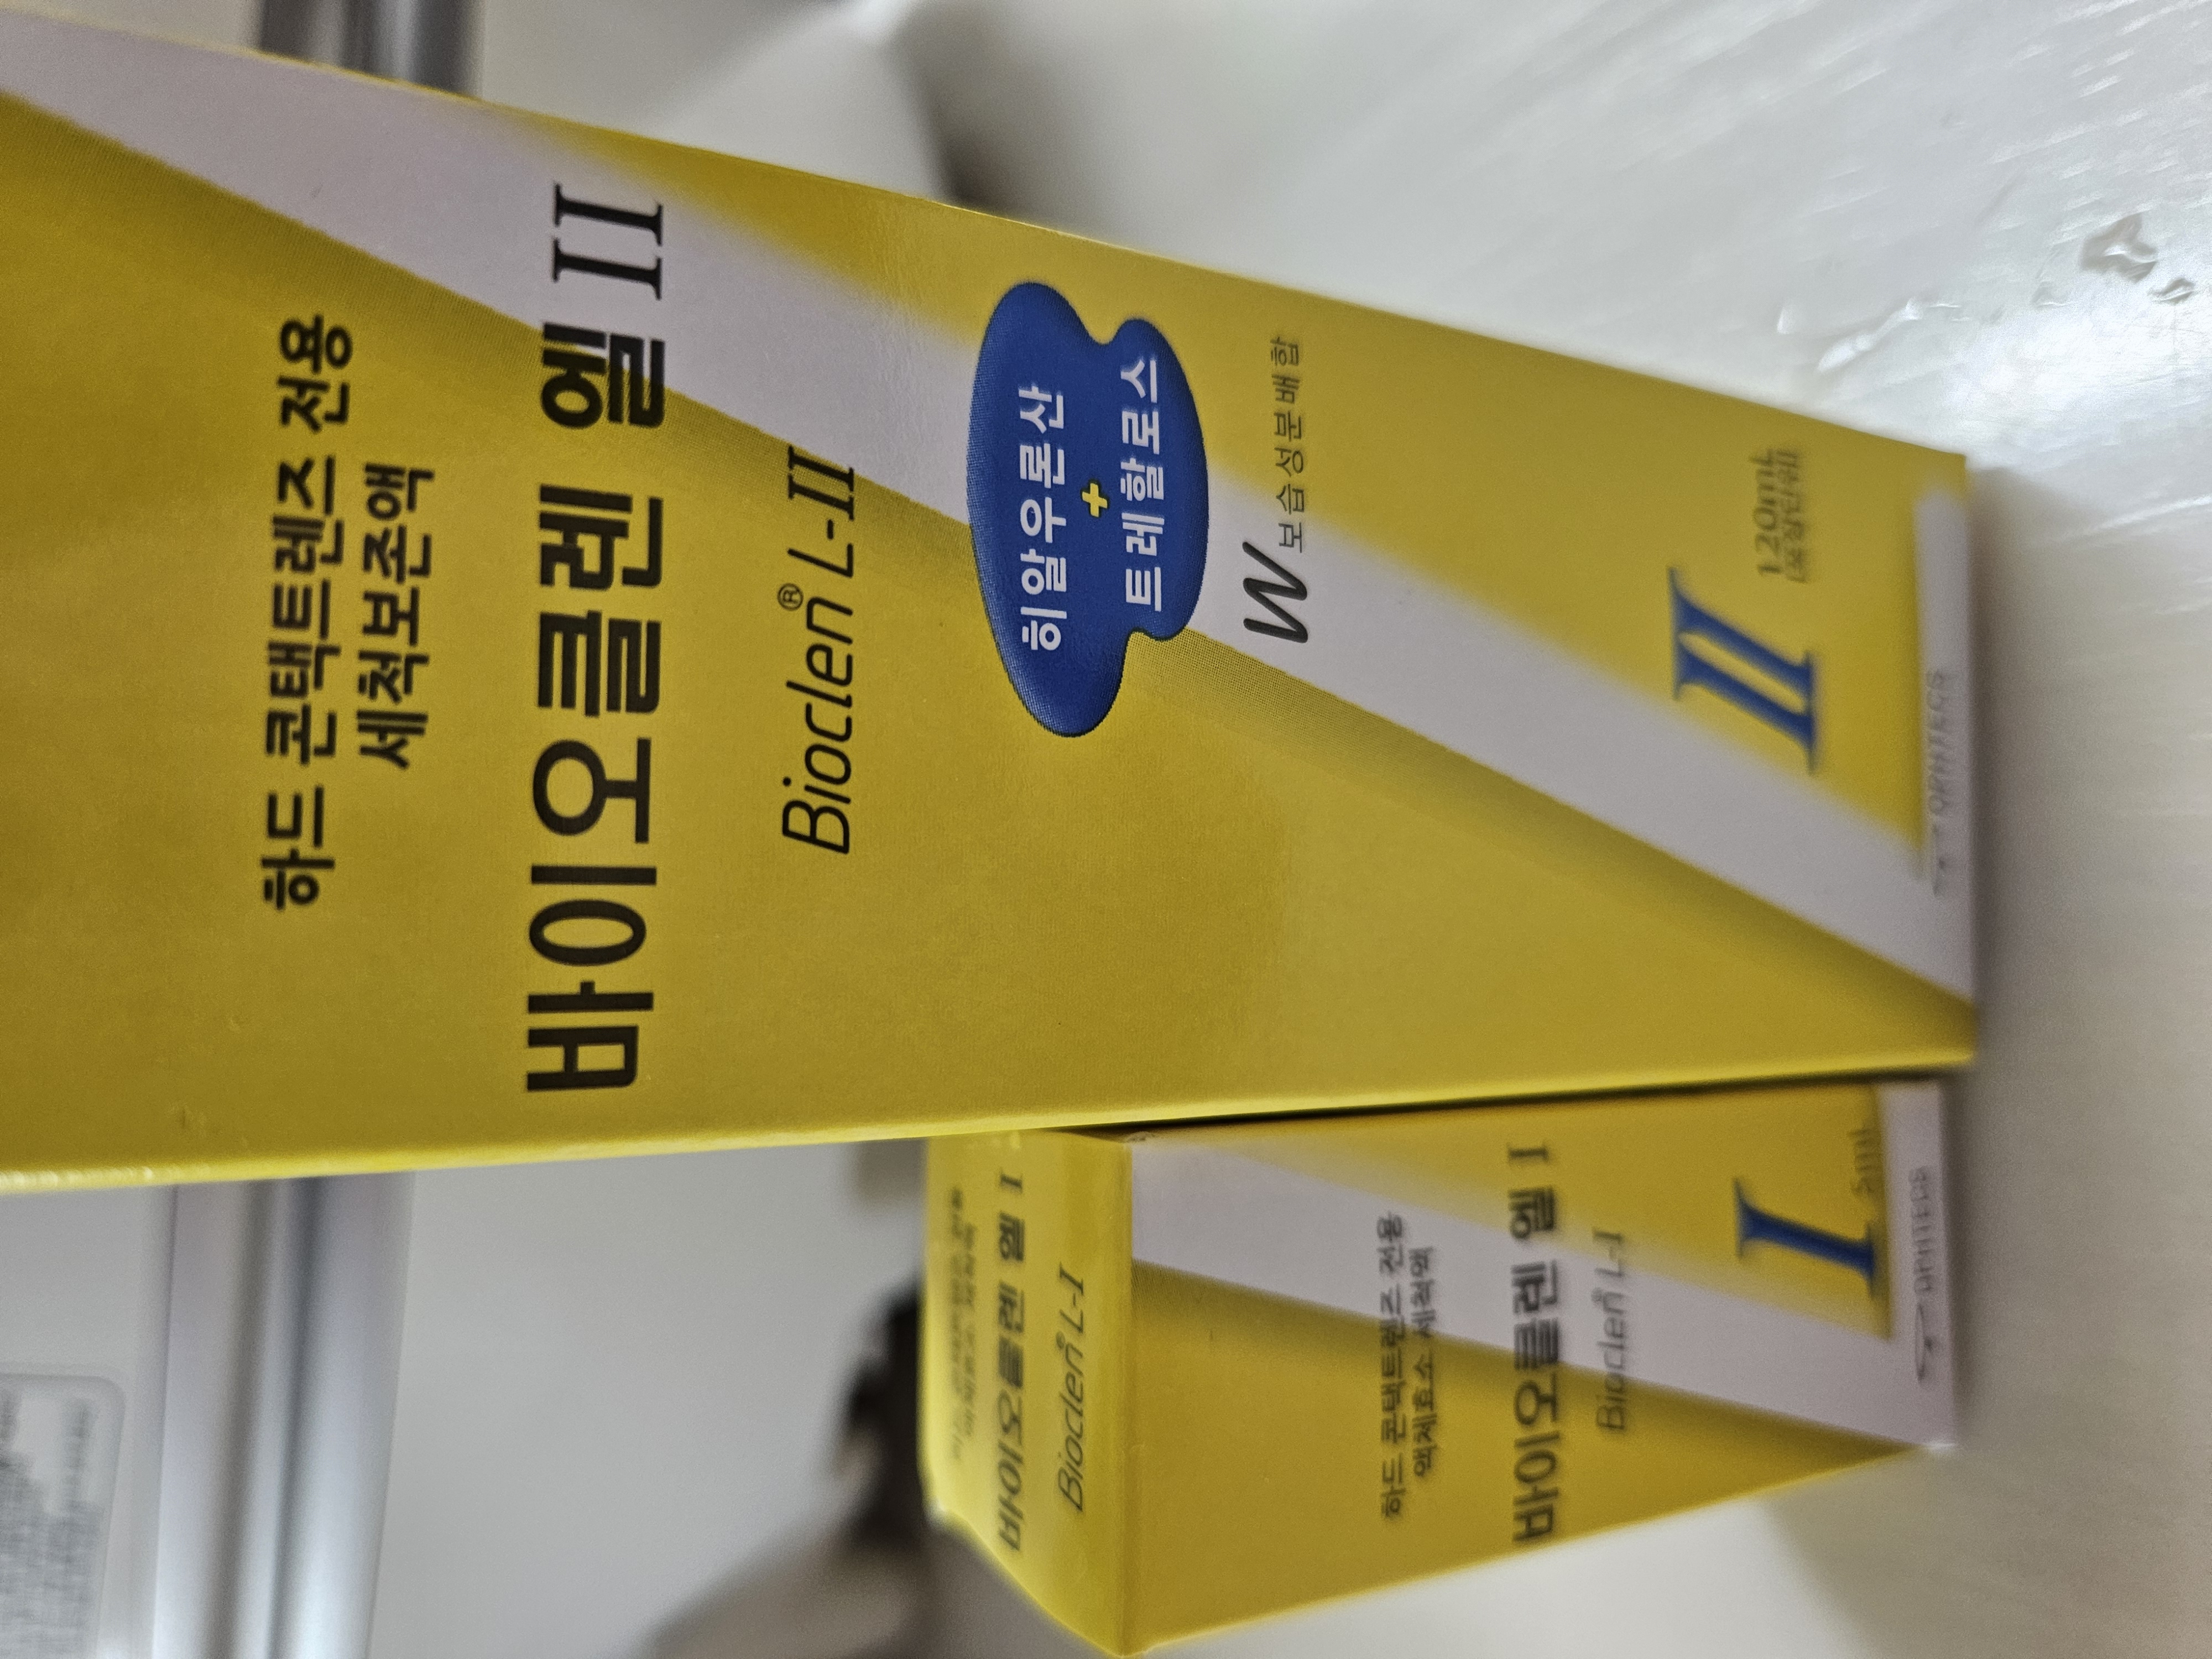 하드 콘택트렌즈 전용
세척보존액
바이오클렌 엘 II
Bioclen® L-II
히알우론산
+
트레할로스
W 보습성분배합
II
120mL
OPHTECS
바이오클렌 엘 I
Bioclen® L-I
하드 콘택트렌즈 전용
액체효소 세척액
바이오클렌 엘 I
Bioclen® L-I
I
5ml
OPHTECS